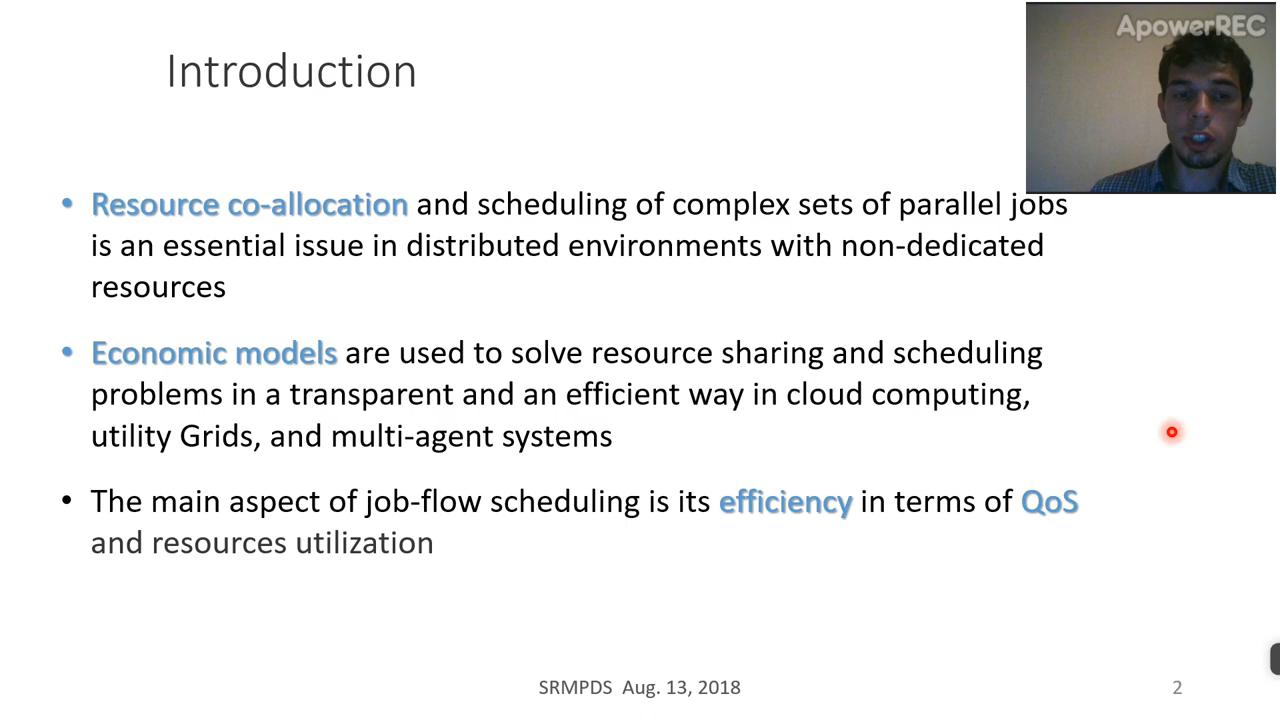 ApowerREC
Introduction
• Resource co-allocation and scheduling of complex sets of parallel jobs
is an essential issue in distributed environments with non-dedicated
resources
• Economic models are used to solve resource sharing and scheduling
problems in a transparent and an efficient way in cloud computing,
utility Grids, and multi-agent systems
• The main aspect of job-flow scheduling is its efficiency in terms of QoS
and resources utilization
SRMPDS Aug. 13, 2018
2